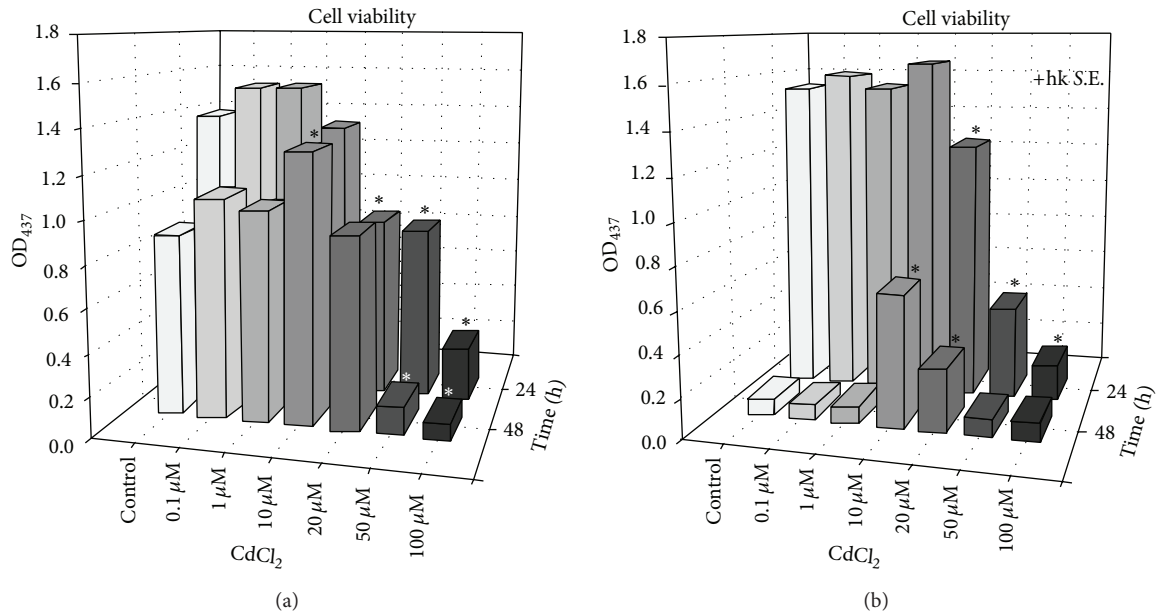 Cell viability
1.8
1.6
1.4
1.2
1.0
0.8
0.6
0.4
0.2
0.0
OD437
*
*
*
*
*
*
24
48
Time (h)
Control
0.1 μM
1 μM
10 μM
20 μM
50 μM
100 μM
CdCl2
(a)
Cell viability
+hk S.E.
1.8
1.6
1.4
1.2
1.0
0.8
0.6
0.4
0.2
0.0
OD437
*
*
*
*
*
24
48
Time (h)
Control
0.1 μM
1 μM
10 μM
20 μM
50 μM
100 μM
CdCl2
(b)